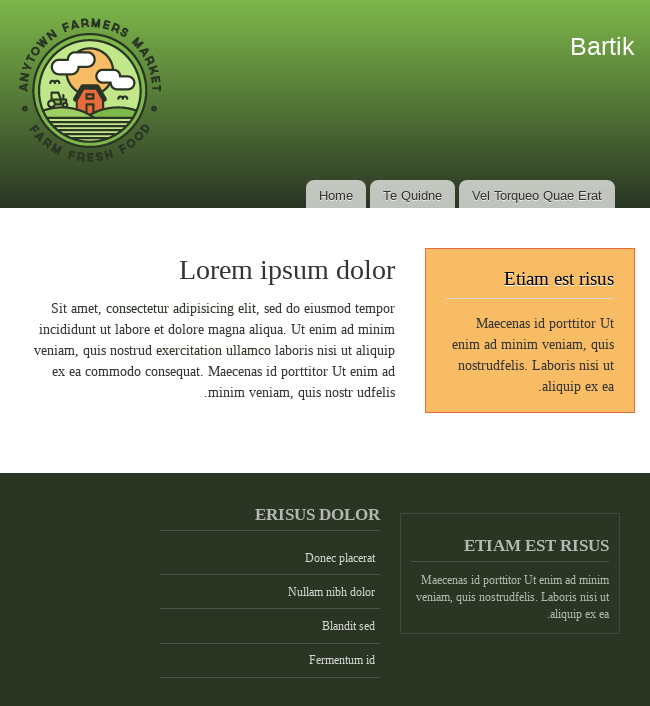 ANYTOWN FARMERS MARKET
FARM FRESH FOOD
Bartik
Home
Te Quidne
Vel Torqueo Quae Erat
Etiam est risus
Maecenas id porttitor Ut
enim ad minim veniam, quis
nostrudfelis. Laboris nisi ut
.aliquip ex ea
Lorem ipsum dolor
Sit amet, consectetur adipisicing elit, sed do eiusmod tempor
incididunt ut labore et dolore magna aliqua. Ut enim ad minim
veniam, quis nostrud exercitation ullamco laboris nisi ut aliquip
ex ea commodo consequat. Maecenas id porttitor Ut enim ad
.minim veniam, quis nostr udfelis
ETIAM EST RISUS
Maecenas id porttitor Ut enim ad minim
veniam, quis nostrudfelis. Laboris nisi ut
.aliquip ex ea
ERISUS DOLOR
Donec placerat
Nullam nibh dolor
Blandit sed
Fermentum id